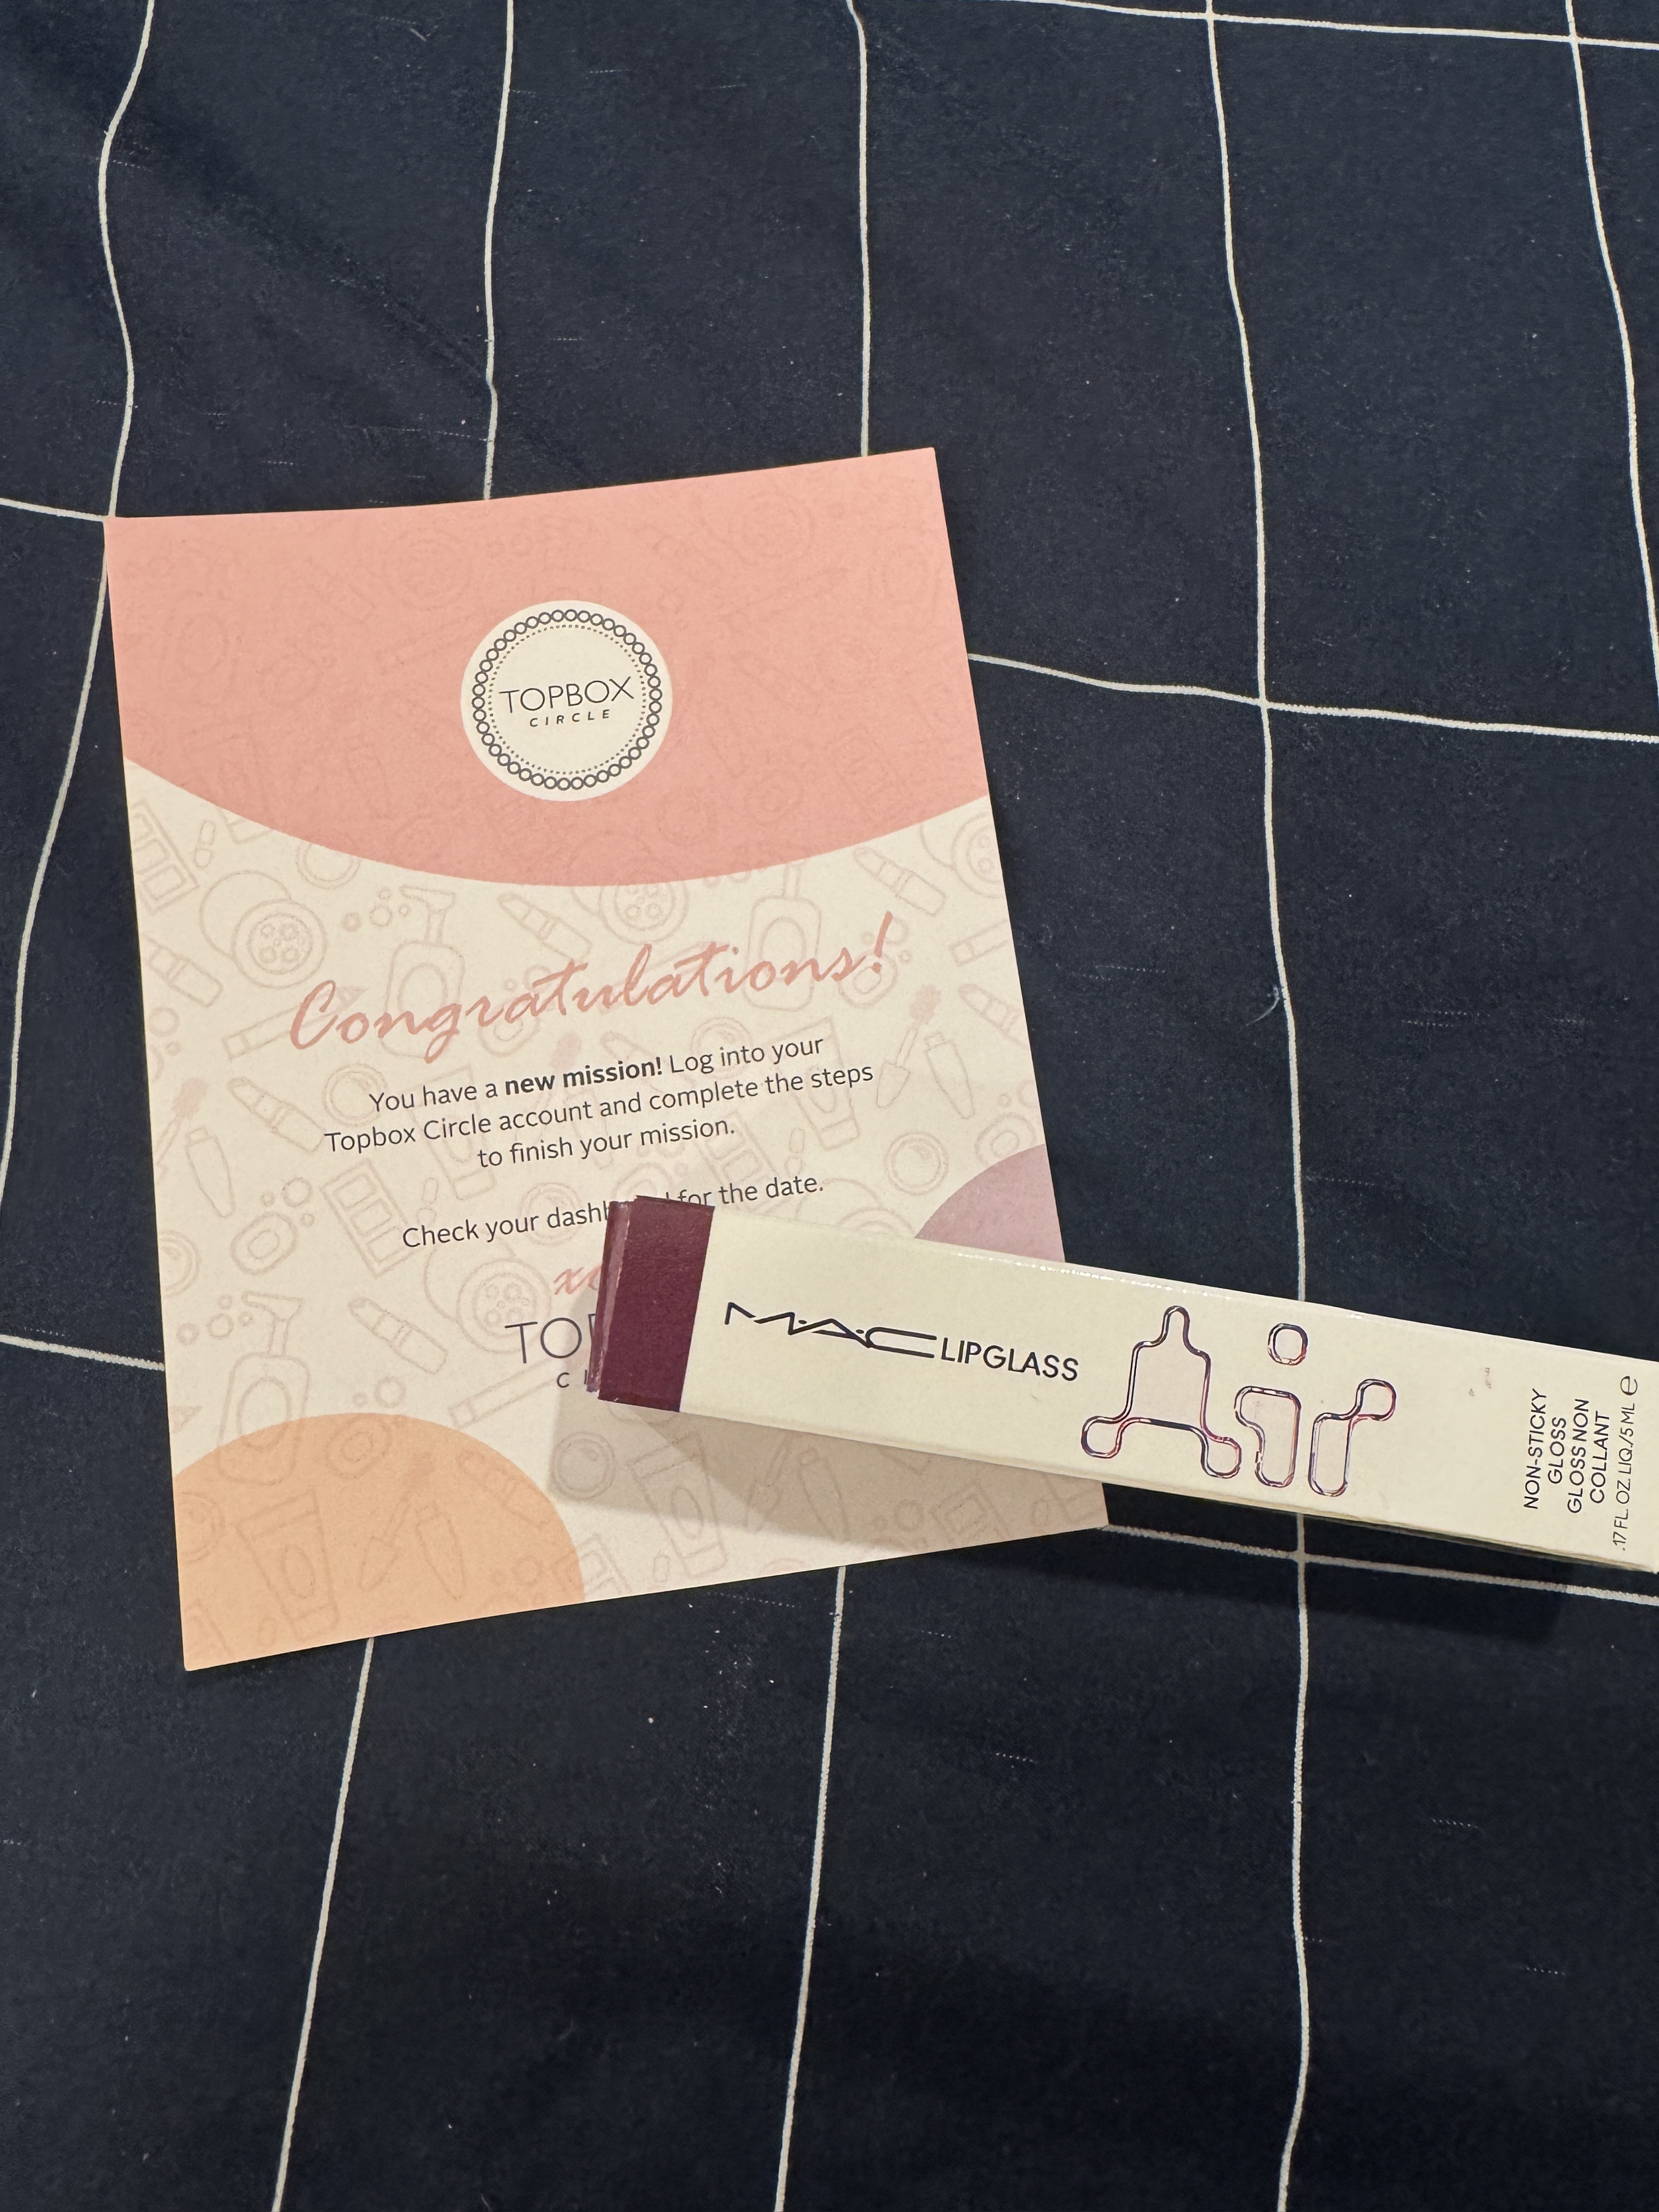 TOPBOX
CIRCLE
Congratulations!
You have a new mission! Log into your
Topbox Circle account and complete the steps
to finish your mission.
Check your for the date.
MAC LIPGLASS
Air
NON-STICKY
GLOSS
GLOSS NON
COLLANT
.17 FL. OZ. LIQ./5 ML e